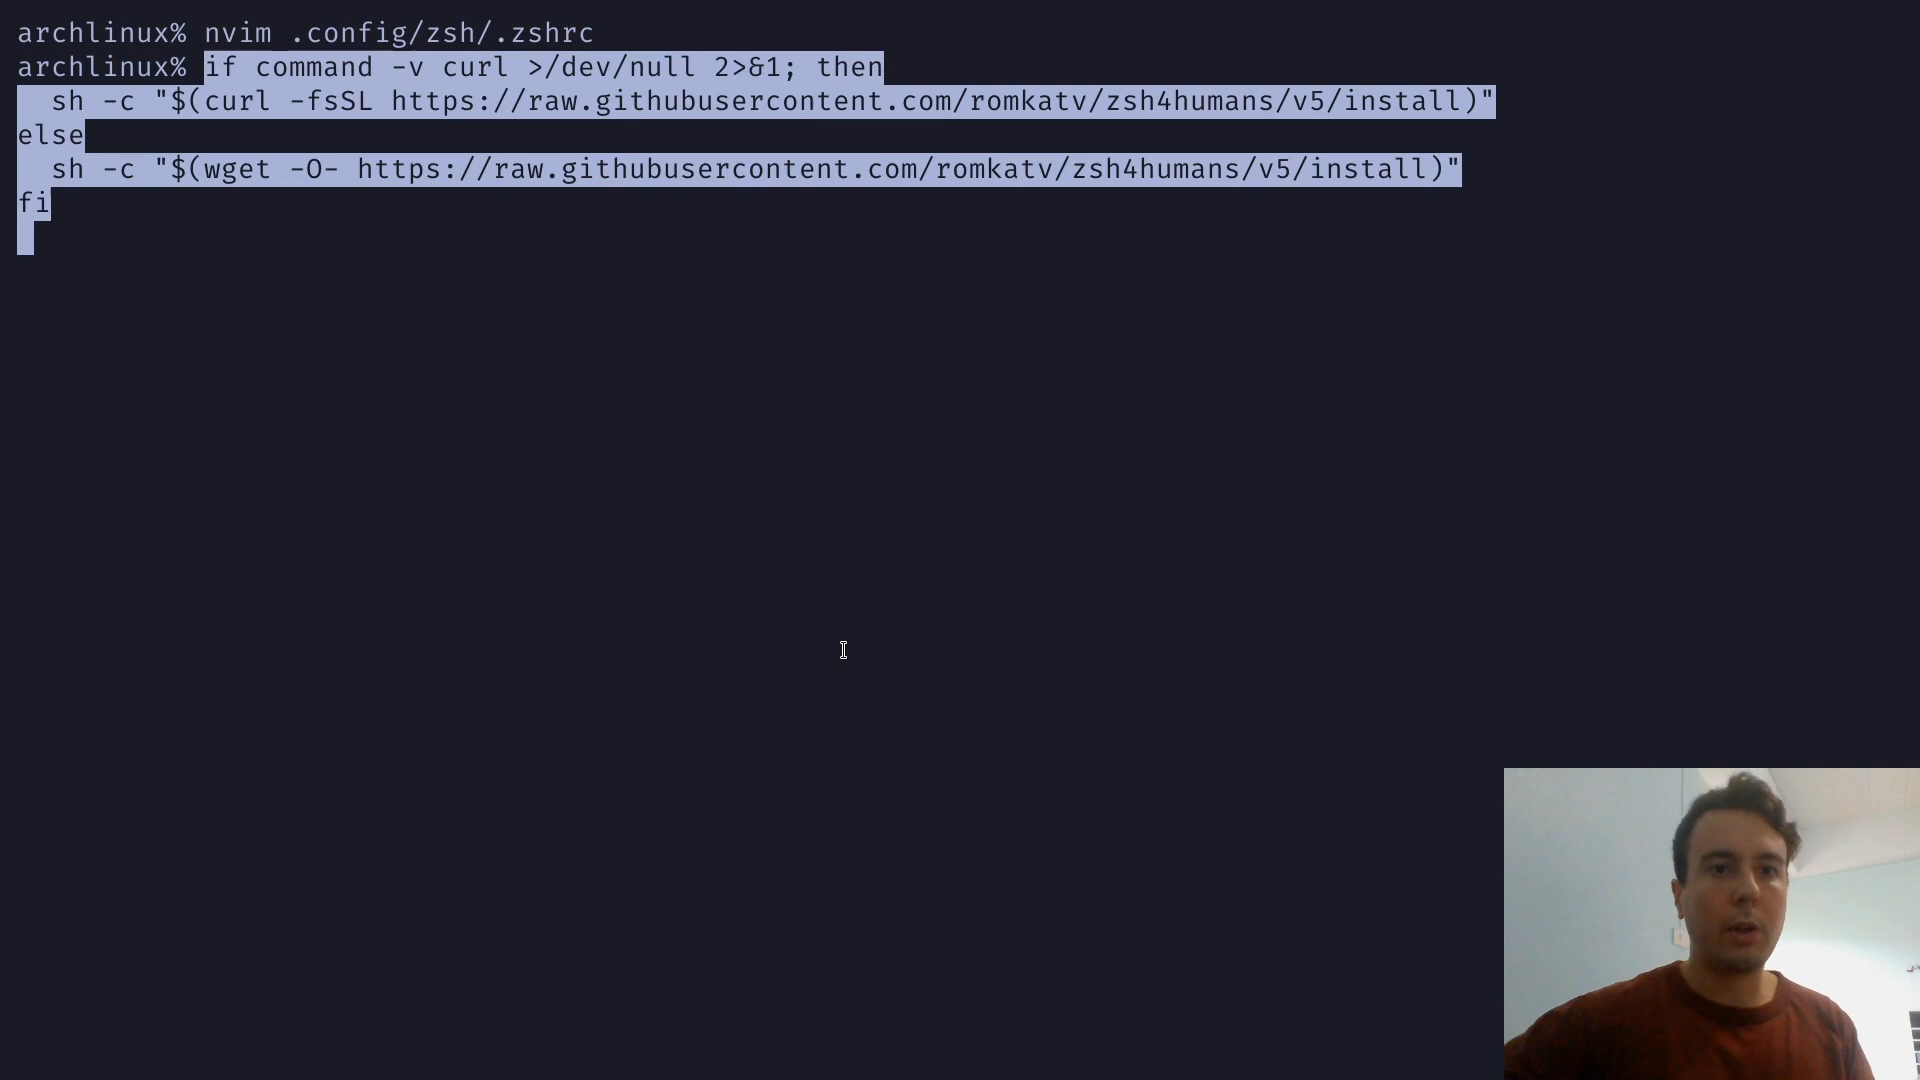 archlinux% nvim .config/zsh/.zshrc
archlinux% if command -v curl >/dev/null 2>&1; then
  sh -c "$(curl -fsSL https://raw.githubusercontent.com/romkatv/zsh4humans/v5/install)"
else
  sh -c "$(wget -O- https://raw.githubusercontent.com/romkatv/zsh4humans/v5/install)"
fi